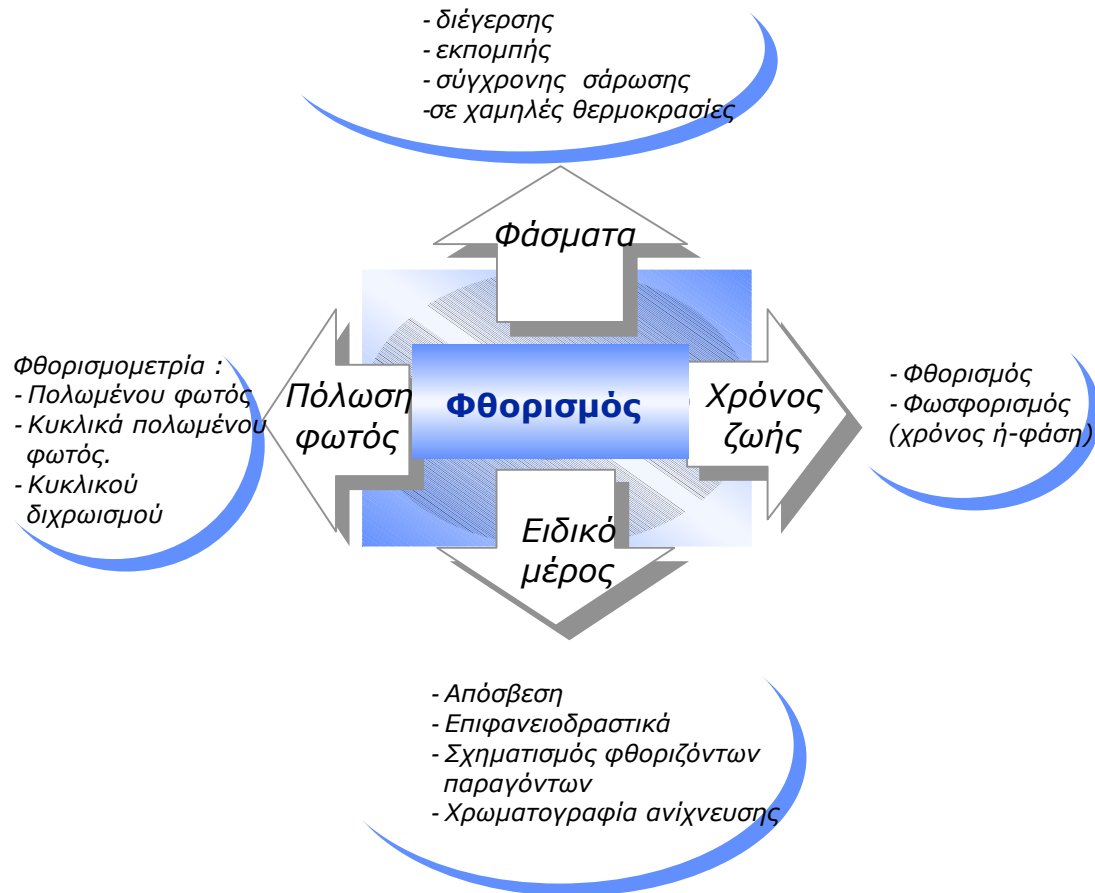 - διέγερσης
- εκπομπής
- σύγχρονης σάρωσης
-σε χαμηλές θερμοκρασίες
Φάσματα
Φθορισμομετρία :
- Πολωμένου φωτός
- Κυκλικά πολωμένου
φωτός.
- Κυκλικού
διχρωισμού
Πόλωση
φωτός
Φθορισμός
Χρόνος
ζωής
- Φθορισμός
- Φωσφορισμός
(χρόνος ή-φάση)
Ειδικό
μέρος
- Απόσβεση
- Επιφανειοδραστικά
- Σχηματισμός φθοριζόντων
παραγόντων
- Χρωματογραφία ανίχνευσης